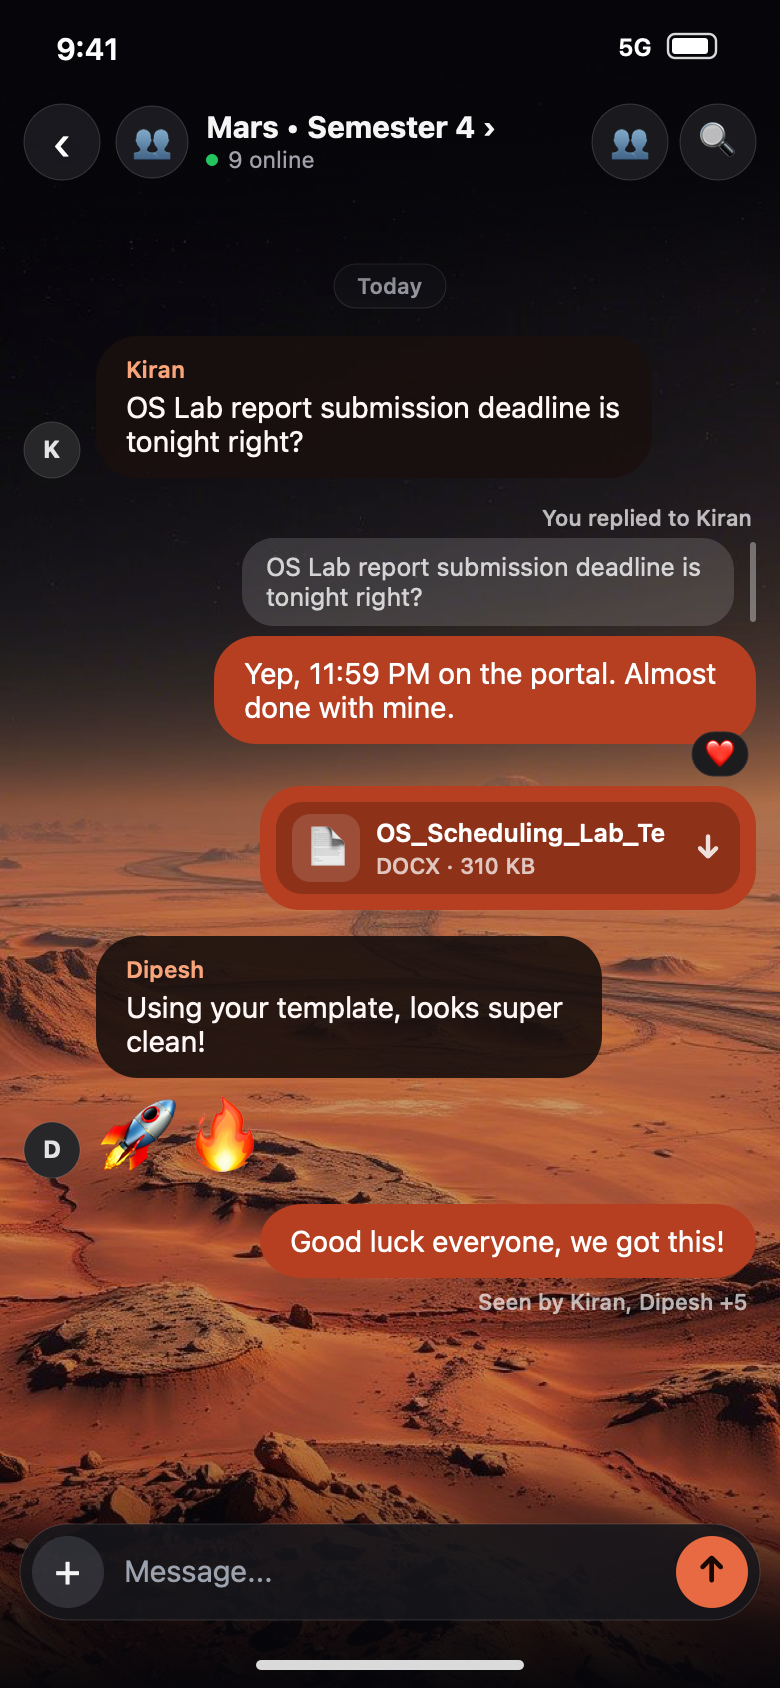 9:41
5G
Mars • Semester 4 ›
9 online
Today
Kiran
OS Lab report submission deadline is
tonight right?
K
You replied to Kiran
OS Lab report submission deadline is
tonight right?
Yep, 11:59 PM on the portal. Almost
done with mine.
OS_Scheduling_Lab_Te
DOCX · 310 KB
Dipesh
Using your template, looks super
clean!
D
Good luck everyone, we got this!
Seen by Kiran, Dipesh +5
Message...